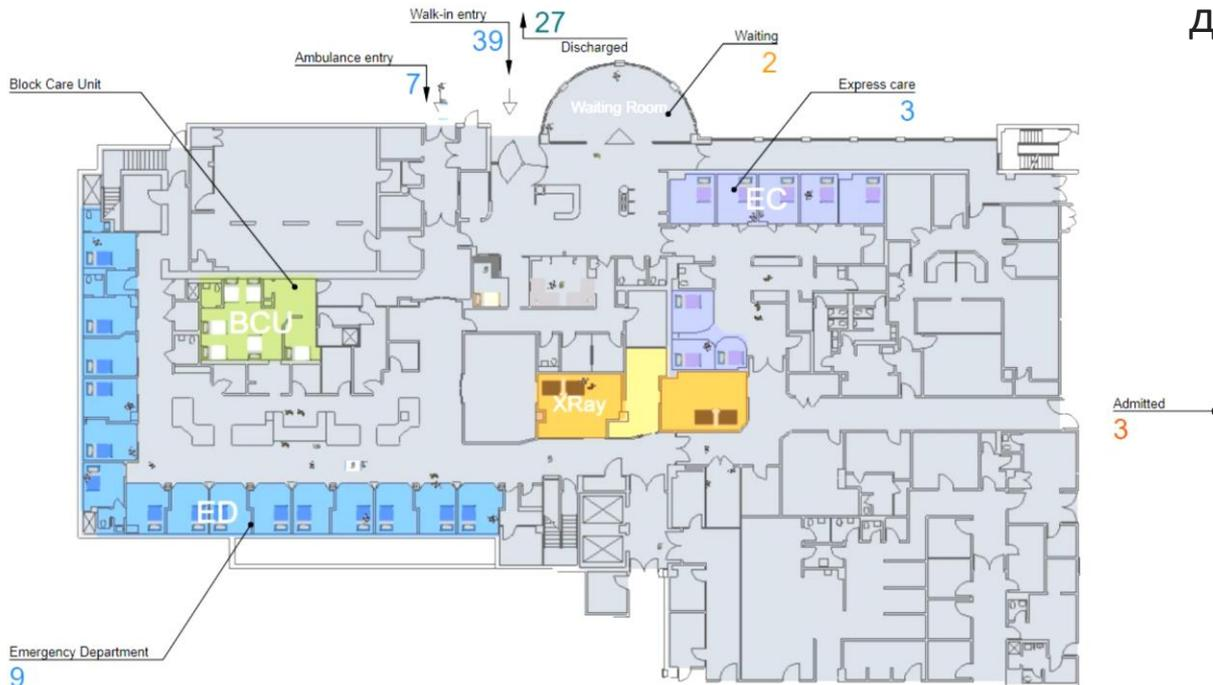 Walk-in entry
39
27
Discharged
Д
Ambulance entry
7
Waiting
2
Block Care Unit
Express care
3
Waiting Room
EC
BCU
XRay
Admitted
3
ED
Emergency Department
9